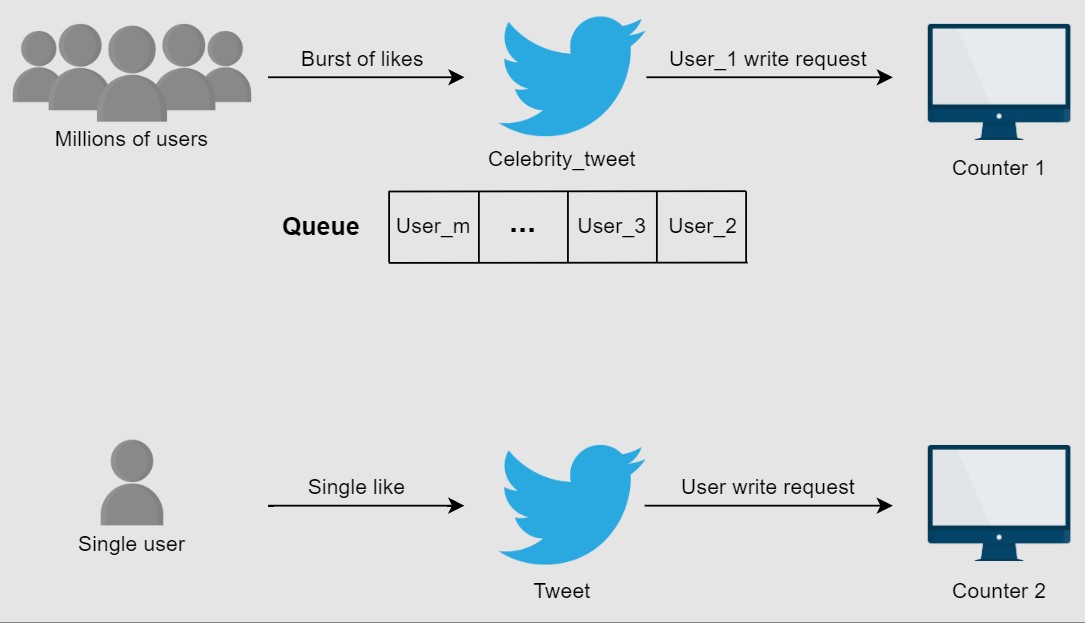 Burst of likes
User_1 write request
Millions of users
Celebrity_tweet
Counter 1
Queue
User_m
...
User_3
User_2
Single like
User write request
Single user
Tweet
Counter 2